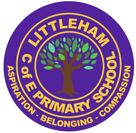 LITTLEHAM
C of E PRIMARY SCHOOL
ASPIRATION - BELONGING - COMPASSION